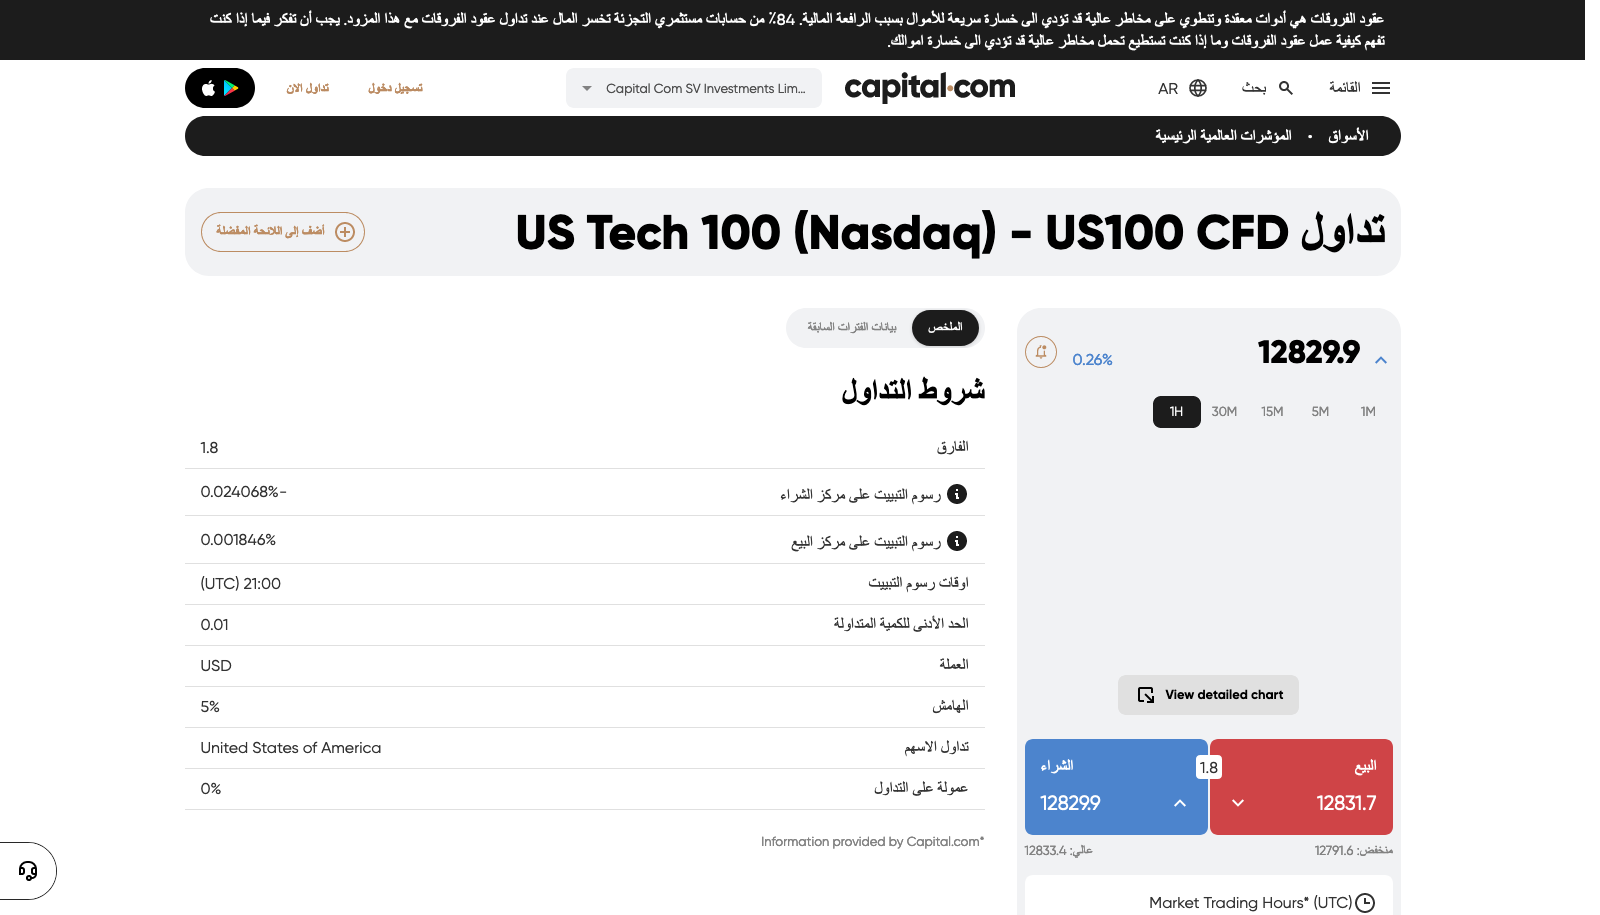 عقود الفروقات هي أدوات معقدة وتنطوي على مخاطر عالية قد تؤدي الى خسارة سريعة للأموال بسبب الرافعة المالية. 84٪ من حسابات مستثمري التجزئة تخسر المال عند تداول عقود الفروقات مع هذا المزود. يجب أن تفكر فيما إذا كنت
تفهم كيفية عمل عقود الفروقات وما إذا كنت تستطيع تحمل مخاطر عالية قد تؤدي الى خسارة اموالك.
القائمة
بحث
AR
capital.com
Capital Com SV Investments Lim...
تسجيل دخول
تداول الان
الأسواق • المؤشرات العالمية الرئيسية
تداول US Tech 100 (Nasdaq) - US100 CFD
أضف إلى اللائحة المفضلة
12829.9
0.26%
1H 30M 15M 5M 1M
View detailed chart
البيع
12831.7
1.8
الشراء
12829.9
منخفض: 12791.6
عالي: 12833.4
Market Trading Hours* (UTC)
الملخص
بيانات الفترات السابقة
شروط التداول
الفارق 1.8
رسوم التبييت على مركز الشراء -0.024068%
رسوم التبييت على مركز البيع 0.001846%
اوقات رسوم التبييت 21:00 (UTC)
الحد الأدنى للكمية المتداولة 0.01
العملة USD
الهامش 5%
تداول الاسهم United States of America
عمولة على التداول 0%
Information provided by Capital.com*